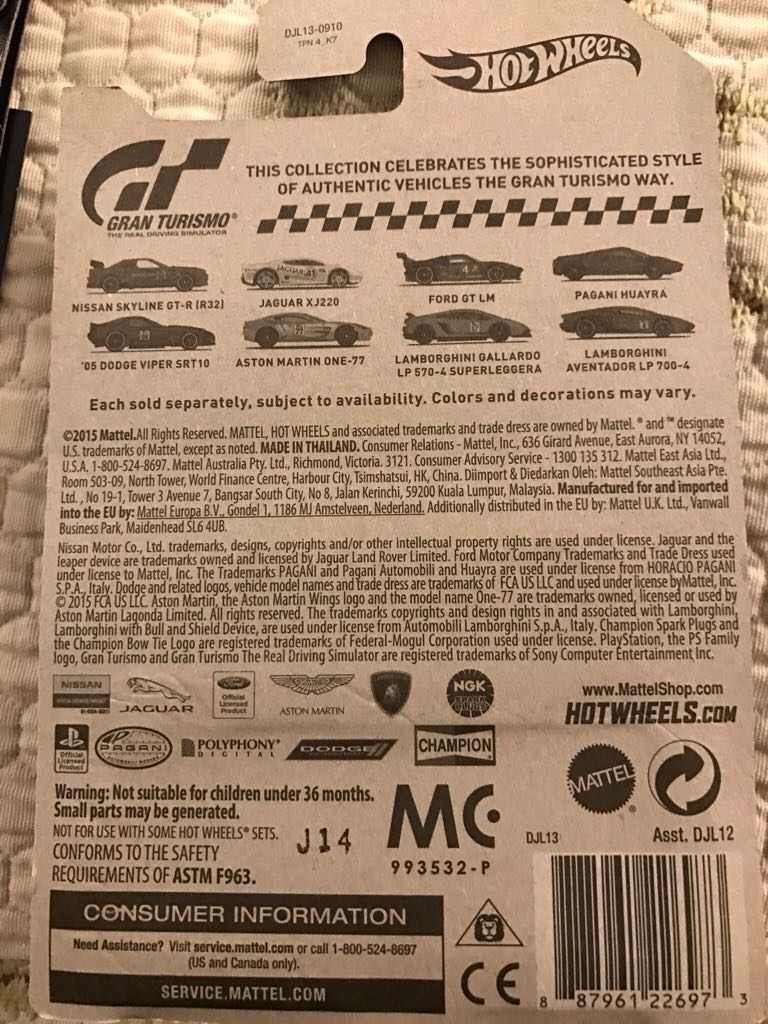 DJL13-0910
TPN 4_K7
HOT WHEELS
GRAN TURISMO®
THE REAL DRIVING SIMULATOR
THIS COLLECTION CELEBRATES THE SOPHISTICATED STYLE
OF AUTHENTIC VEHICLES THE GRAN TURISMO WAY.
NISSAN SKYLINE GT-R (R32)
JAGUAR XJ220
FORD GT LM
PAGANI HUAYRA
'05 DODGE VIPER SRT10
ASTON MARTIN ONE-77
LAMBORGHINI GALLARDO
LP 570-4 SUPERLEGGERA
LAMBORGHINI
AVENTADOR LP 700-4
Each sold separately, subject to availability. Colors and decorations may vary.
©2015 Mattel.All Rights Reserved. MATTEL, HOT WHEELS and associated trademarks and trade dress are owned by Mattel. ® and ™ designate
U.S. trademarks of Mattel, except as noted. MADE IN THAILAND. Consumer Relations - Mattel, Inc., 636 Girard Avenue, East Aurora, NY 14052,
U.S.A. 1-800-524-8697. Mattel Australia Pty. Ltd., Richmond, Victoria. 3121. Consumer Advisory Service - 1300 135 312. Mattel East Asia Ltd.,
Room 503-09, North Tower, World Finance Centre, Harbour City, Tsimshatsui, HK, China. Diimport & Diedarkan Oleh: Mattel Southeast Asia Pte.
Ltd. , No 19-1, Tower 3 Avenue 7, Bangsar South City, No 8, Jalan Kerinchi, 59200 Kuala Lumpur, Malaysia. Manufactured for and imported
into the EU by: Mattel Europa B.V., Gondel 1, 1186 MJ Amstelveen, Nederland. Additionally distributed in the EU by: Mattel U.K. Ltd., Vanwall
Business Park, Maidenhead SL6 4UB.
Nissan Motor Co., Ltd. trademarks, designs, copyrights and/or other intellectual property rights are used under license. Jaguar and the
leaper device are trademarks owned and licensed by Jaguar Land Rover Limited. Ford Motor Company Trademarks and Trade Dress used
under license to Mattel, Inc. The Trademarks PAGANI and Pagani Automobili and Huayra are used under license from HORACIO PAGANI
S.P.A., Italy. Dodge and related logos, vehicle model names and trade dress are trademarks of FCA US LLC and used under license byMattel, Inc.
© 2015 FCA US LLC. Aston Martin, the Aston Martin Wings logo and the model name One-77 are trademarks owned, licensed or used by
Aston Martin Lagonda Limited. All rights reserved. The trademarks copyrights and design rights in and associated with Lamborghini,
Lamborghini with Bull and Shield Device, are used under license from Automobili Lamborghini S.p.A., Italy. Champion Spark Plugs and
the Champion Bow Tie Logo are registered trademarks of Federal-Mogul Corporation used under license. PlayStation, the PS Family
logo, Gran Turismo and Gran Turismo The Real Driving Simulator are registered trademarks of Sony Computer Entertainment Inc.
NISSAN
JAGUAR
Ford
Official
Licensed
Product
ASTON MARTIN
NGK
SPARK
PLUGS
www.MattelShop.com
HOTWHEELS.COM
Official
Licensed
Product
PAGANI
POLYPHONY®
DIGITAL
DODGE
CHAMPION
MATTEL
Warning: Not suitable for children under 36 months.
Small parts may be generated.
NOT FOR USE WITH SOME HOT WHEELS® SETS.
CONFORMS TO THE SAFETY
REQUIREMENTS OF ASTM F963.
J14
MC
993532-P
DJL13
Asst. DJL12
CONSUMER INFORMATION
Need Assistance? Visit service.mattel.com or call 1-800-524-8697
(US and Canada only).
SERVICE.MATTEL.COM
CE
8 87961 22697 3